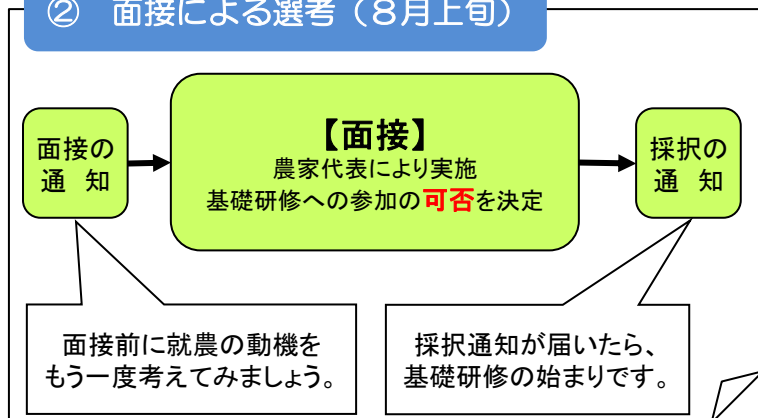 ② 面接による選考（８月上旬）
面接の
通 知
【面接】
農家代表により実施
基礎研修への参加の可否を決定
採択の
通 知
面接前に就農の動機を
もう一度考えてみましょう。
採択通知が届いたら、
基礎研修の始まりです。